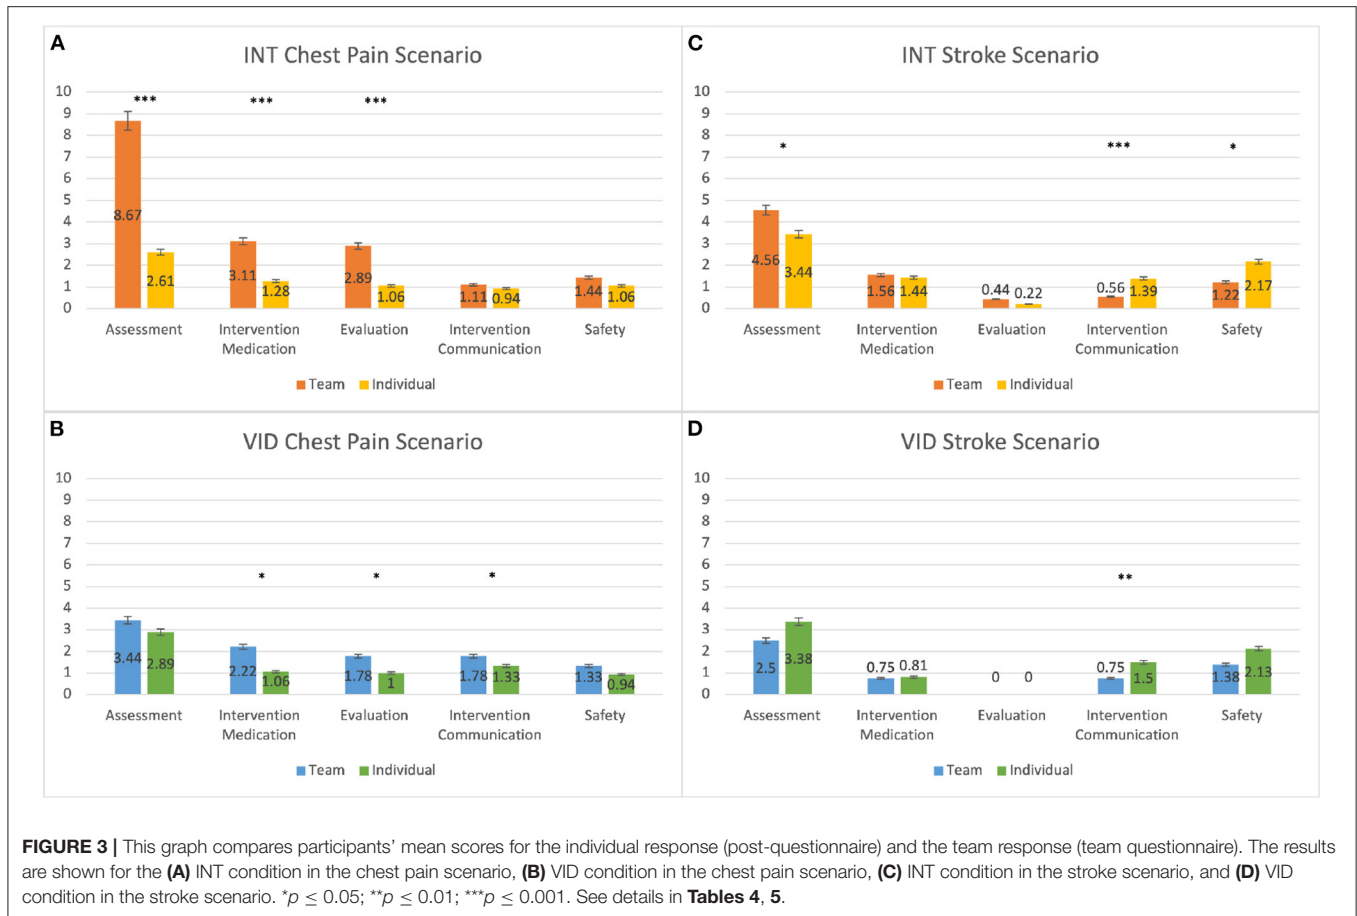 A
INT Chest Pain Scenario
10
9
8
7
6
5
4
3
2
1
0
***
***
***
8.67
2.61
3.11
1.28
2.89
1.06
1.11
0.94
1.44
1.06
Assessment
Intervention
Medication
Evaluation
Intervention
Communication
Safety
Team
Individual
C
INT Stroke Scenario
10
9
8
7
6
5
4
3
2
1
0
*
***
*
4.56
3.44
1.56
1.44
0.44
0.22
0.56
1.39
1.22
2.17
Assessment
Intervention
Medication
Evaluation
Intervention
Communication
Safety
Team
Individual
B
VID Chest Pain Scenario
10
9
8
7
6
5
4
3
2
1
0
*
*
*
3.44
2.89
2.22
1.06
1.78
1
1.78
1.33
1.33
0.94
Assessment
Intervention
Medication
Evaluation
Intervention
Communication
Safety
Team
Individual
D
VID Stroke Scenario
10
9
8
7
6
5
4
3
2
1
0
**
2.5
3.38
0.75
0.81
0
0
0.75
1.5
1.38
2.13
Assessment
Intervention
Medication
Evaluation
Intervention
Communication
Safety
Team
Individual
FIGURE 3 | This graph compares participants' mean scores for the individual response (post-questionnaire) and the team response (team questionnaire). The results
are shown for the (A) INT condition in the chest pain scenario, (B) VID condition in the chest pain scenario, (C) INT condition in the stroke scenario, and (D) VID
condition in the stroke scenario. *p ≤ 0.05; **p ≤ 0.01; ***p ≤ 0.001. See details in Tables 4, 5.